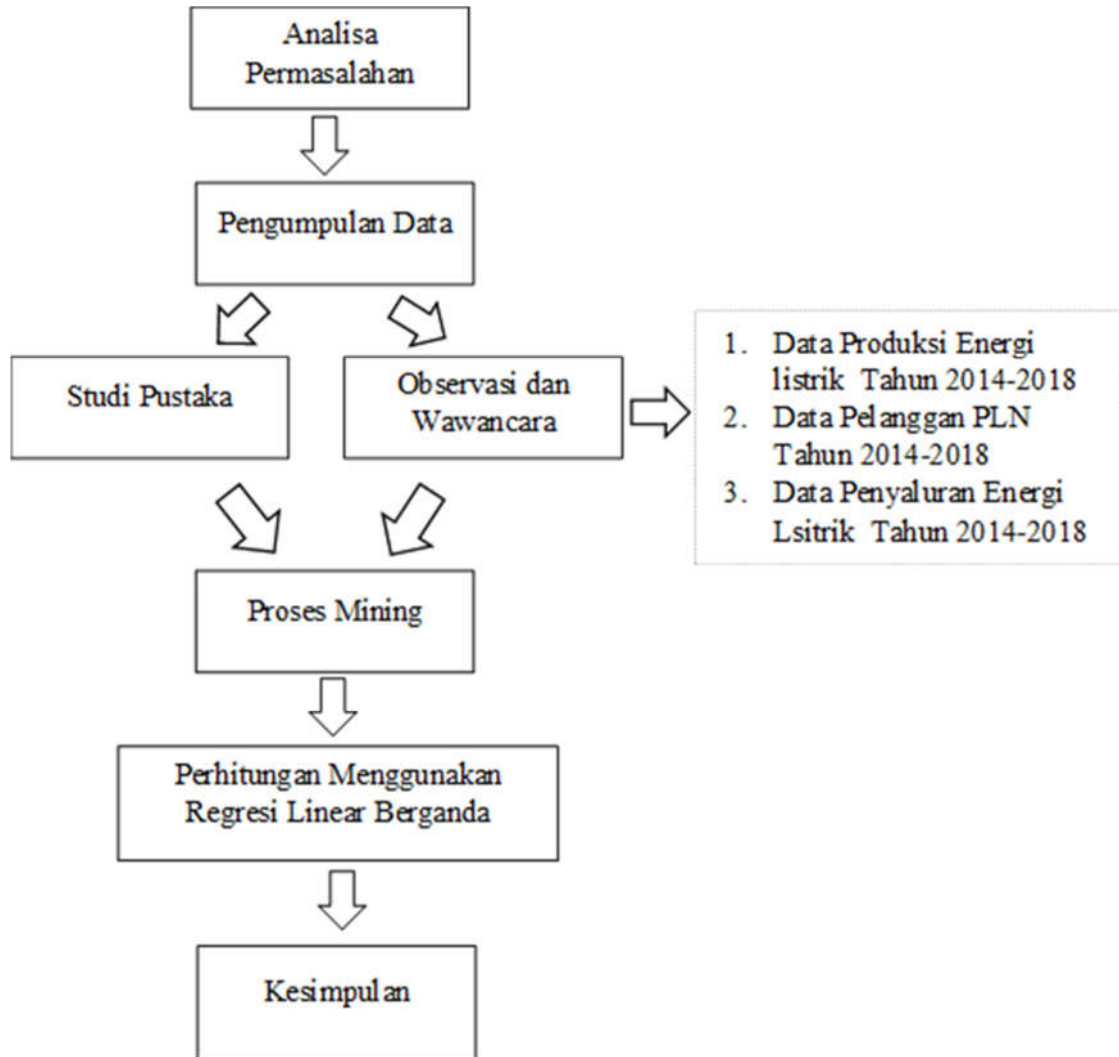 Analisa
Permasalahan
Pengumpulan Data
Studi Pustaka
Observasi dan
Wawancara
1. Data Produksi Energi
listrik Tahun 2014-2018
2. Data Pelanggan PLN
Tahun 2014-2018
3. Data Penyaluran Energi
Lsitrik Tahun 2014-2018
Proses Mining
Perhitungan Menggunakan
Regresi Linear Berganda
Kesimpulan